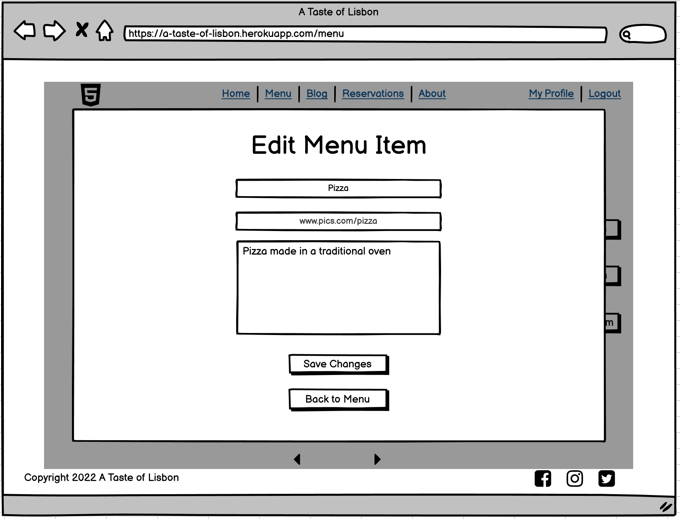 A Taste of Lisbon
https://a-taste-of-lisbon.herokuapp.com/menu
5
Home Menu Blog Reservations About My Profile Logout
Edit Menu Item
Pizza
www.pics.com/pizza
Pizza made in a traditional oven
Save Changes
Back to Menu
Copyright 2022 A Taste of Lisbon